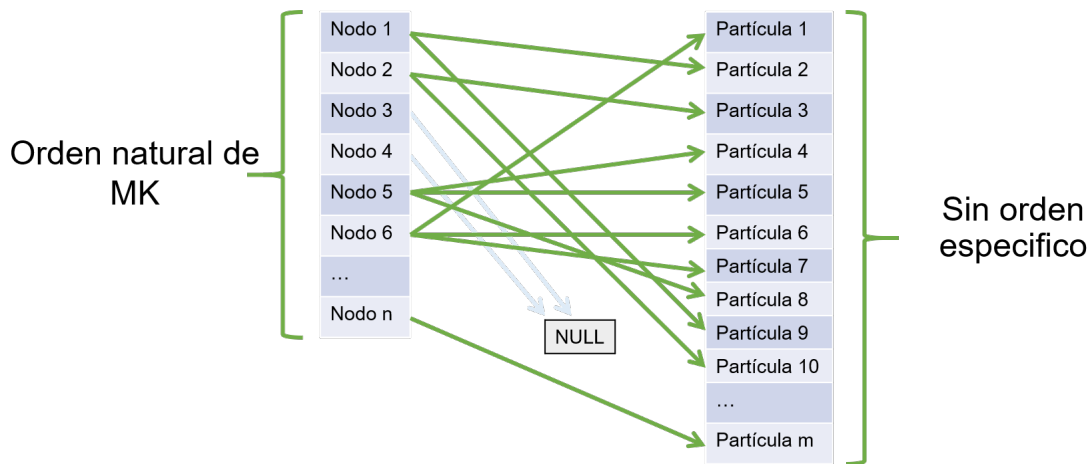 Orden natural de
MK
Nodo 1
Nodo 2
Nodo 3
Nodo 4
Nodo 5
Nodo 6
...
Nodo n
NULL
Partícula 1
Partícula 2
Partícula 3
Partícula 4
Partícula 5
Partícula 6
Partícula 7
Partícula 8
Partícula 9
Partícula 10
...
Partícula m
Sin orden
especifico